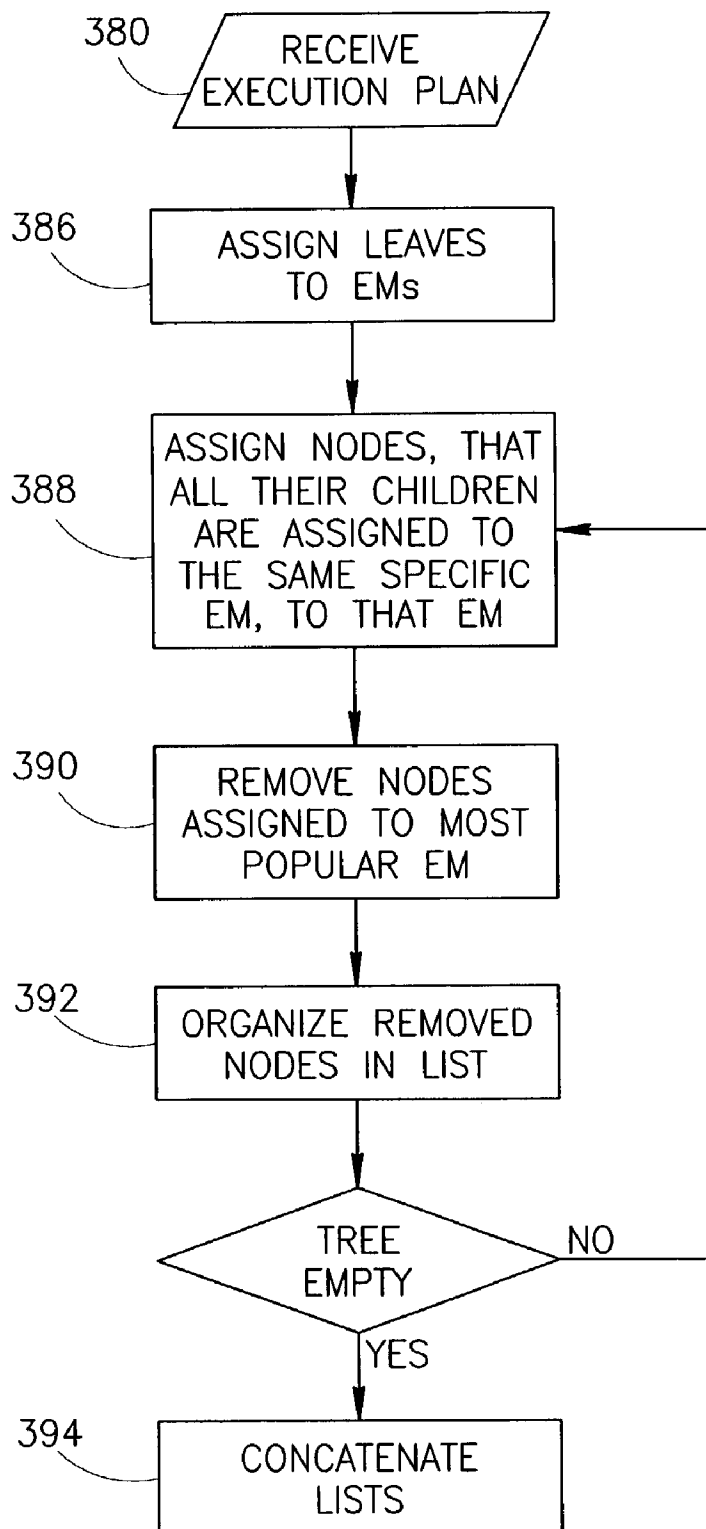 380
RECEIVE
EXECUTION PLAN
386
ASSIGN LEAVES
TO EMs
388
ASSIGN NODES, THAT
ALL THEIR CHILDREN
ARE ASSIGNED TO
THE SAME SPECIFIC
EM, TO THAT EM
390
REMOVE NODES
ASSIGNED TO MOST
POPULAR EM
392
ORGANIZE REMOVED
NODES IN LIST
TREE
EMPTY
NO
YES
394
CONCATENATE
LISTS